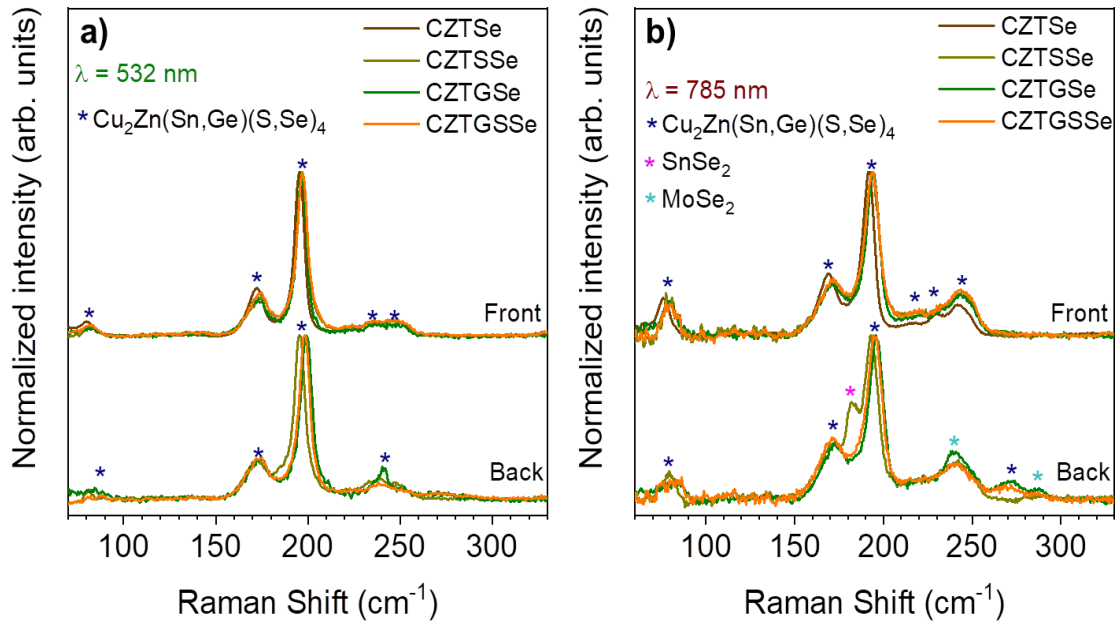 a)
λ = 532 nm
* Cu₂Zn(Sn,Ge)(S,Se)₄
CZTSe
CZTSSe
CZTGSe
CZTGSSe
*
*
*
*
*
Front
*
*
*
*
Back
100 150 200 250 300
Raman Shift (cm⁻¹)
Normalized intensity (arb. units)
b)
λ = 785 nm
* Cu₂Zn(Sn,Ge)(S,Se)₄
* SnSe₂
* MoSe₂
CZTSe
CZTSSe
CZTGSe
CZTGSSe
*
*
*
*
*
*
Front
*
*
*
*
*
*
*
Back
100 150 200 250 300
Raman Shift (cm⁻¹)
Normalized intensity (arb. units)